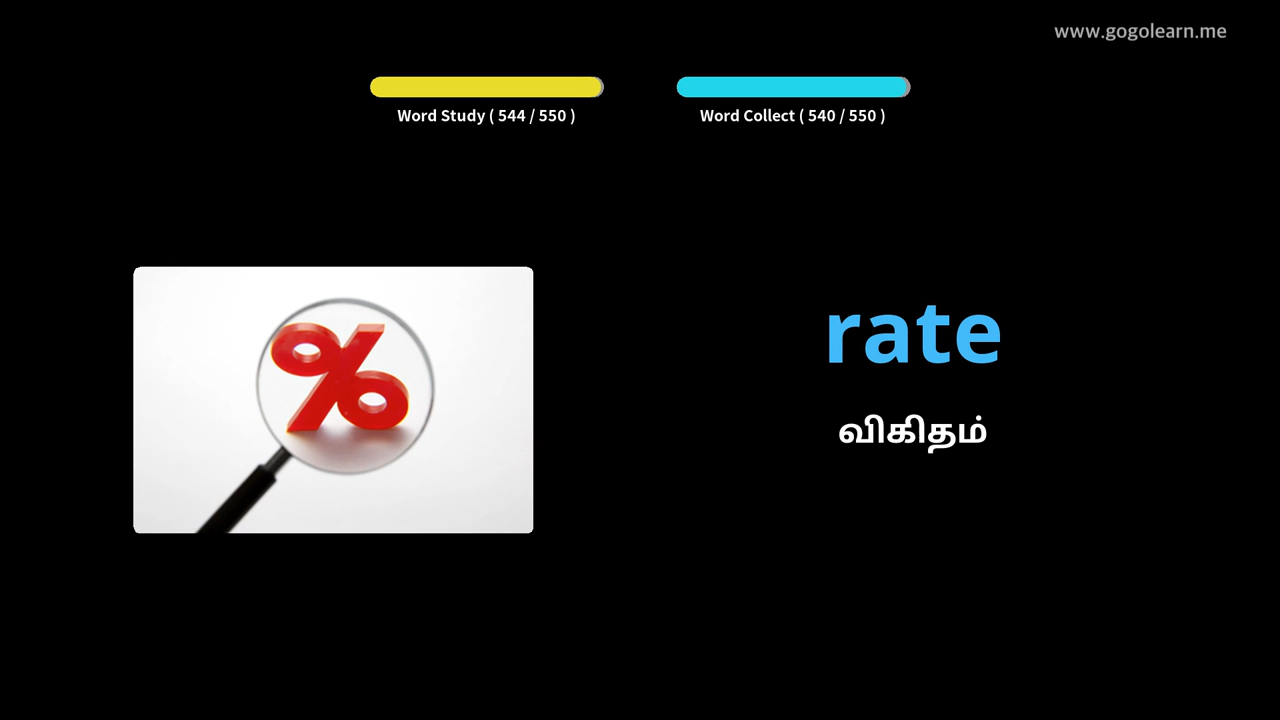 www.gogolearn.me
Word Study ( 544 / 550 )
Word Collect ( 540 / 550 )
%
rate
விகிதம்